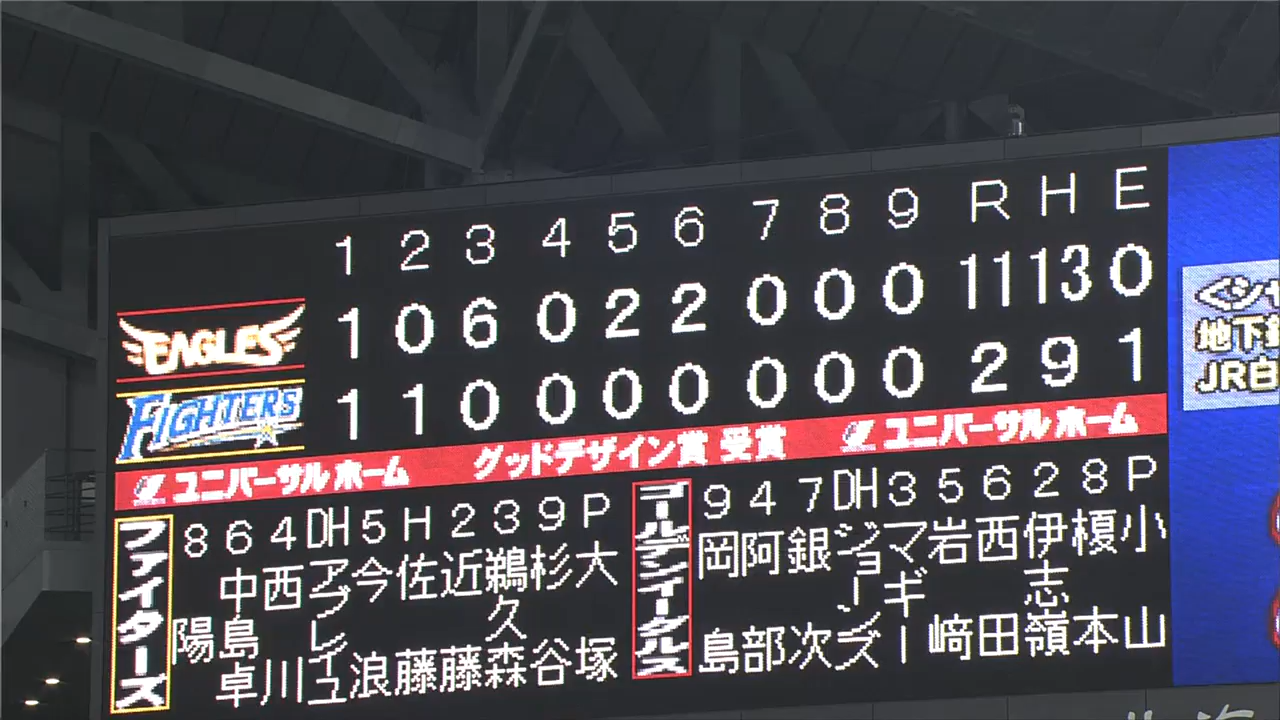 1 2 3 4 5 6 7 8 9 R H E
EAGLES 1 0 6 0 2 2 0 0 0 11 13 0
FIGHTERS 1 1 0 0 0 0 0 0 0 2 9 1
ユニバーサルホーム グッドデザイン賞 受賞 ユニバーサルホーム
ファイターズ
8 陽
6 中島卓
4 西川
DH アブレイユ
5 今浪
H 佐藤
2 近藤
3 鵜久森
9 杉谷
P 大塚
ゴールデンイーグルス
9 岡島
4 阿部
7 銀次
DH ジョーンズ
3 マギー
5 岩﨑
6 西田
2 伊志嶺
8 榎本
P 小山
地下鉄
JR白